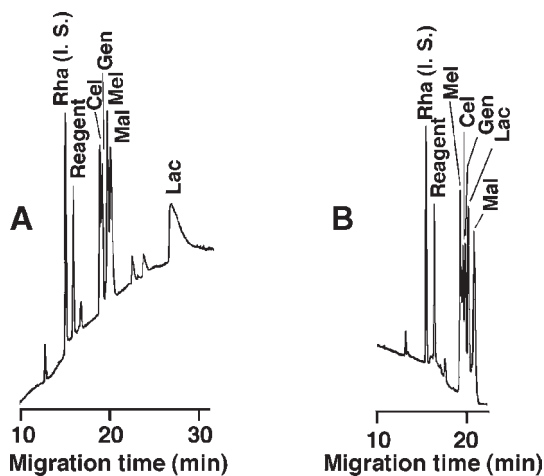 A
Rha (I. S.)
Reagent
Cel
Gen
Mal
Mel
Lac
10 20 30
Migration time (min)
B
Rha (I. S.)
Reagent
Mel
Cel
Gen
Lac
Mal
10 20
Migration time (min)